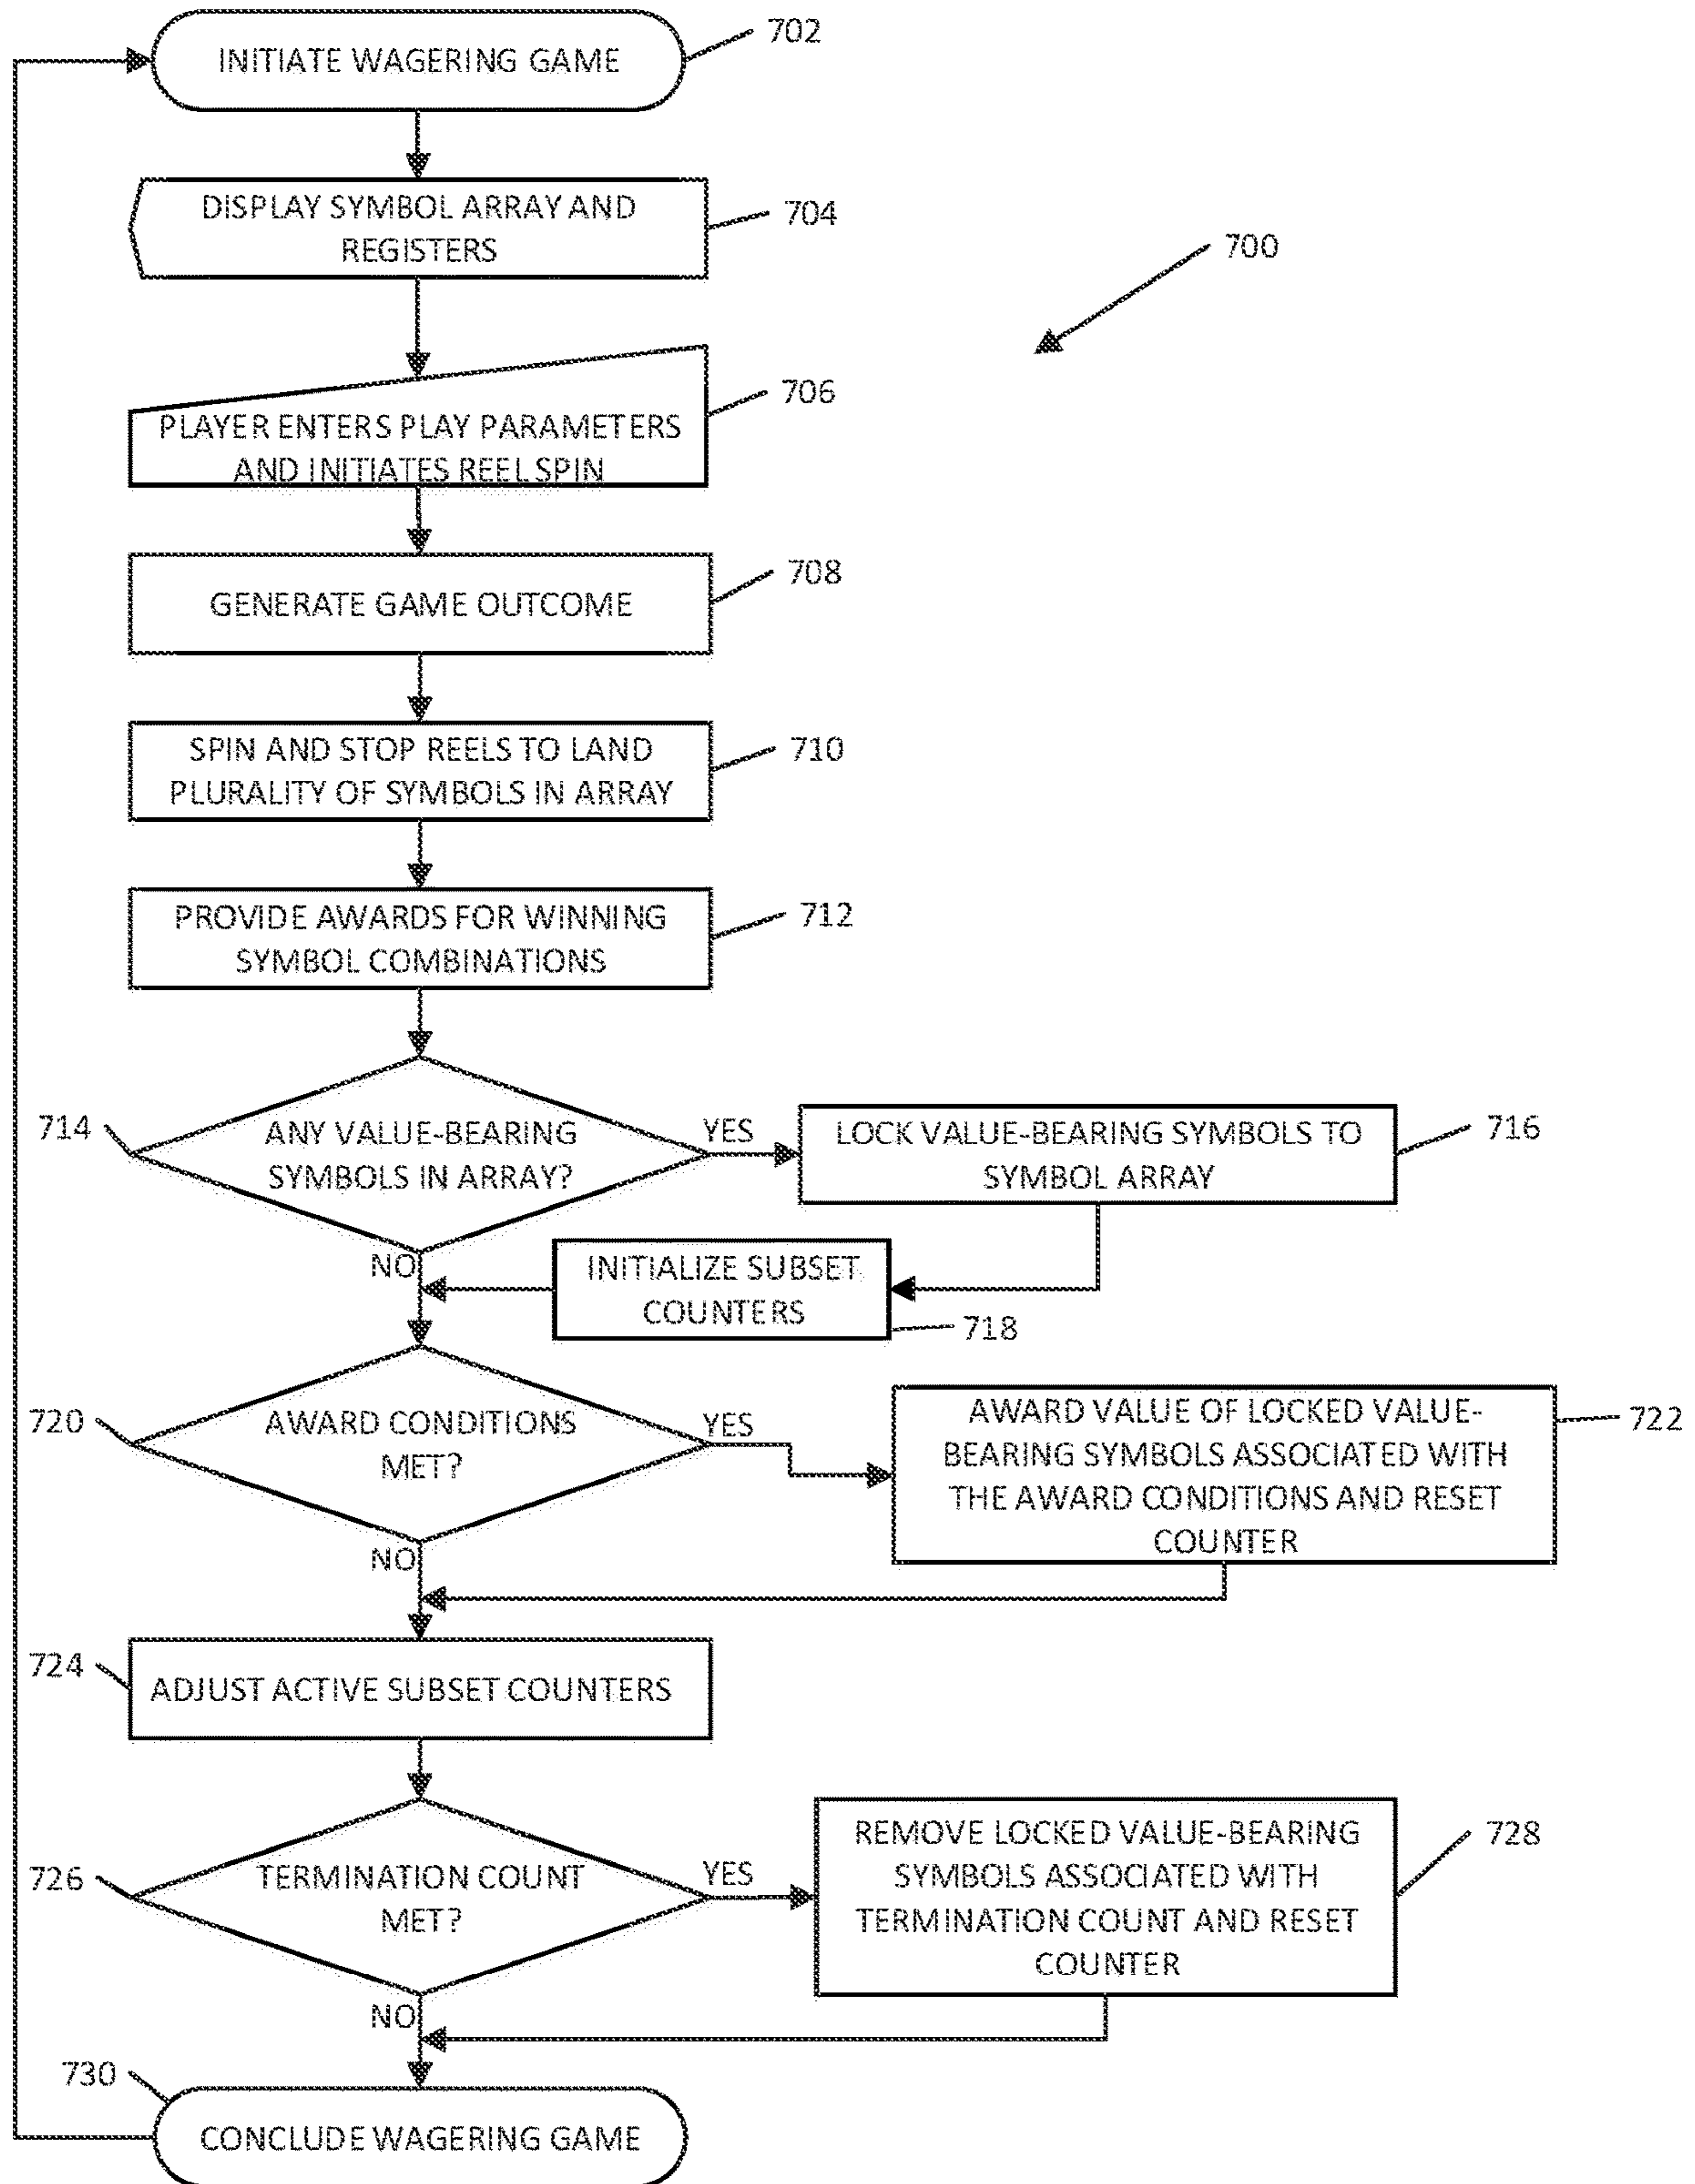 INITIATE WAGERING GAME
702
DISPLAY SYMBOL ARRAY AND
REGISTERS
704
700
PLAYER ENTERS PLAY PARAMETERS
AND INITIATES REEL SPIN
706
GENERATE GAME OUTCOME
708
SPIN AND STOP REELS TO LAND
PLURALITY OF SYMBOLS IN ARRAY
710
PROVIDE AWARDS FOR WINNING
SYMBOL COMBINATIONS
712
714
ANY VALUE-BEARING
SYMBOLS IN ARRAY?
YES
LOCK VALUE-BEARING SYMBOLS TO
SYMBOL ARRAY
716
NO
INITIALIZE SUBSET
COUNTERS
718
720
AWARD CONDITIONS
MET?
YES
AWARD VALUE OF LOCKED VALUE-
BEARING SYMBOLS ASSOCIATED WITH
THE AWARD CONDITIONS AND RESET
COUNTER
722
NO
724
ADJUST ACTIVE SUBSET COUNTERS
726
TERMINATION COUNT
MET?
YES
REMOVE LOCKED VALUE-BEARING
SYMBOLS ASSOCIATED WITH
TERMINATION COUNT AND RESET
COUNTER
728
NO
730
CONCLUDE WAGERING GAME